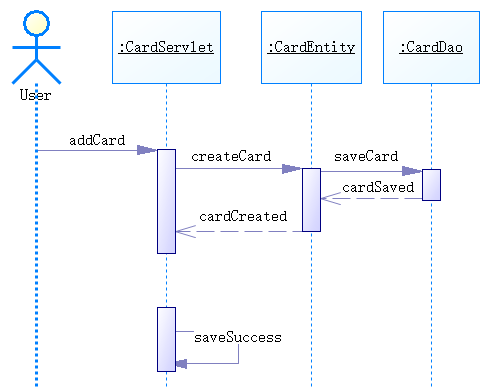 :CardServlet
:CardEntity
:CardDao
User
addCard
createCard
saveCard
cardSaved
cardCreated
saveSuccess